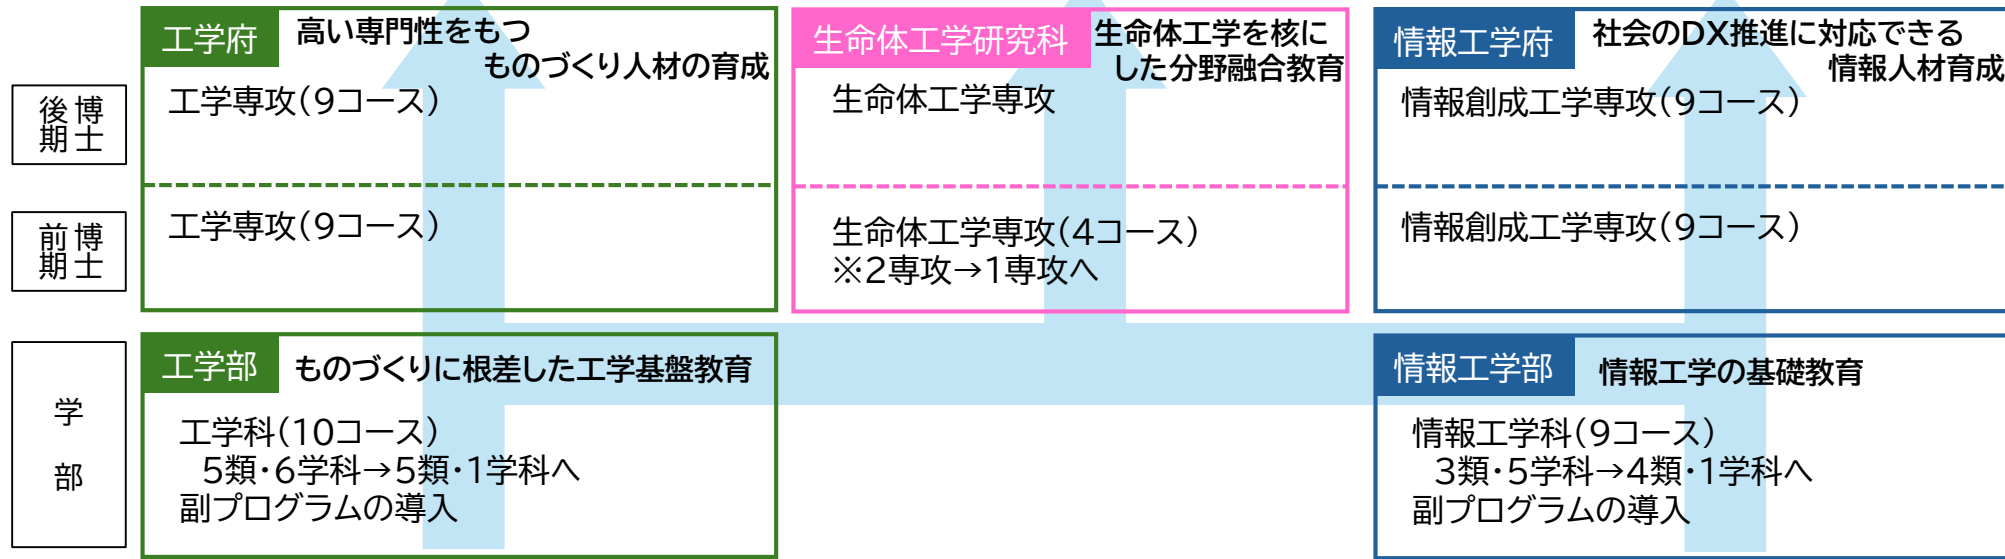 工学府
高い専門性をもつ
ものづくり人材の育成
生命体工学研究科
生命体工学を核に
した分野融合教育
情報工学府
社会のDX推進に対応できる
情報人材育成
博士後期
工学専攻(9コース)
生命体工学専攻
情報創成工学専攻(9コース)
博士前期
工学専攻(9コース)
生命体工学専攻(4コース)
※2専攻→1専攻へ
情報創成工学専攻(9コース)
学部
工学部
ものづくりに根差した工学基盤教育
工学科(10コース)
5類・6学科→5類・1学科へ
副プログラムの導入
情報工学部
情報工学の基礎教育
情報工学科(9コース)
3類・5学科→4類・1学科へ
副プログラムの導入